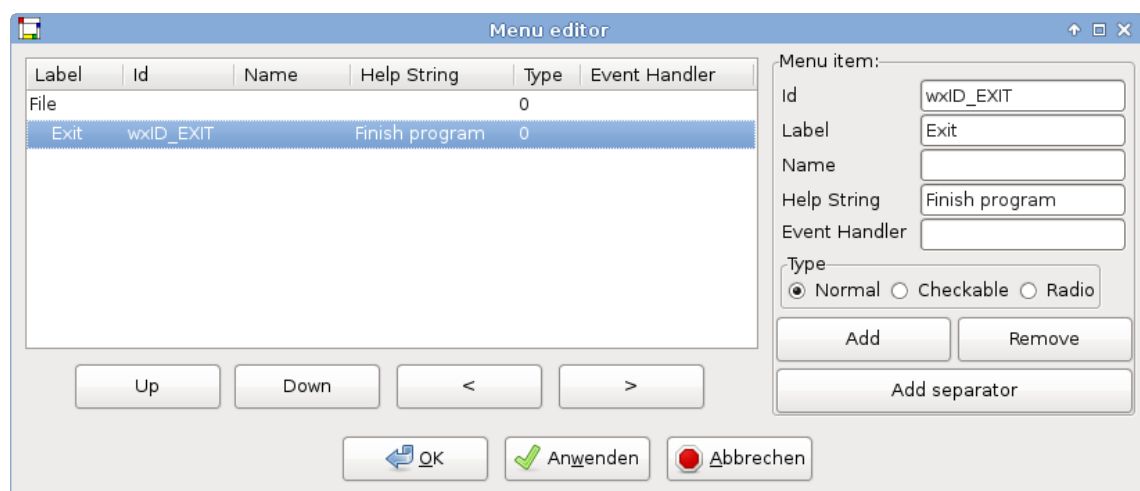 Menu editor
Label Id Name Help String Type Event Handler
File 0
Exit wxID_EXIT Finish program 0
Up Down < >
Menu item:
Id wxID_EXIT
Label Exit
Name
Help String Finish program
Event Handler
Type
Normal Checkable Radio
Add Remove
Add separator
OK Anwenden Abbrechen